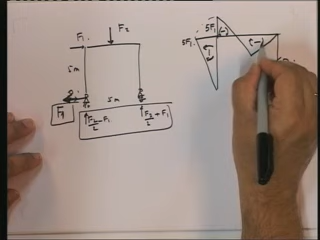 F₁
F₂
5F₁
5F₁
(-)
(-)
5m
5m
F₁
F₂/2 - F₁
F₂/2 + F₁